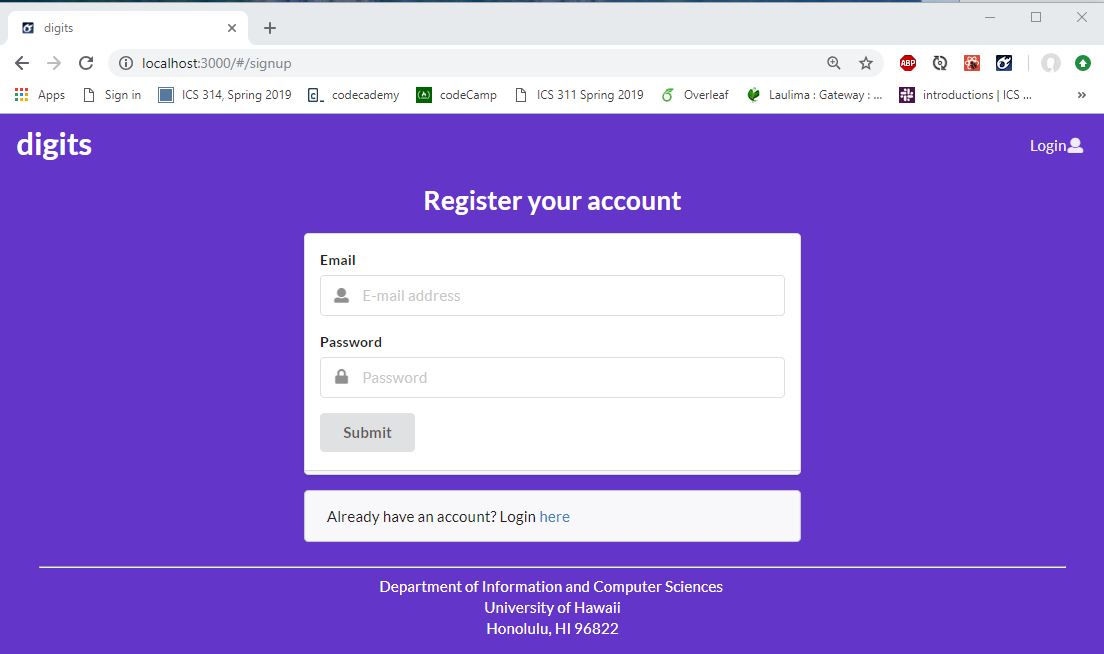 digits
localhost:3000/#/signup
ABP
Apps Sign in ICS 314, Spring 2019 codecademy codeCamp ICS 311 Spring 2019 Overleaf Laulima : Gateway : ... introductions | ICS ... »
digits Login
Register your account
Email
E-mail address
Password
Password
Submit
Already have an account? Login here
Department of Information and Computer Sciences
University of Hawaii
Honolulu, HI 96822